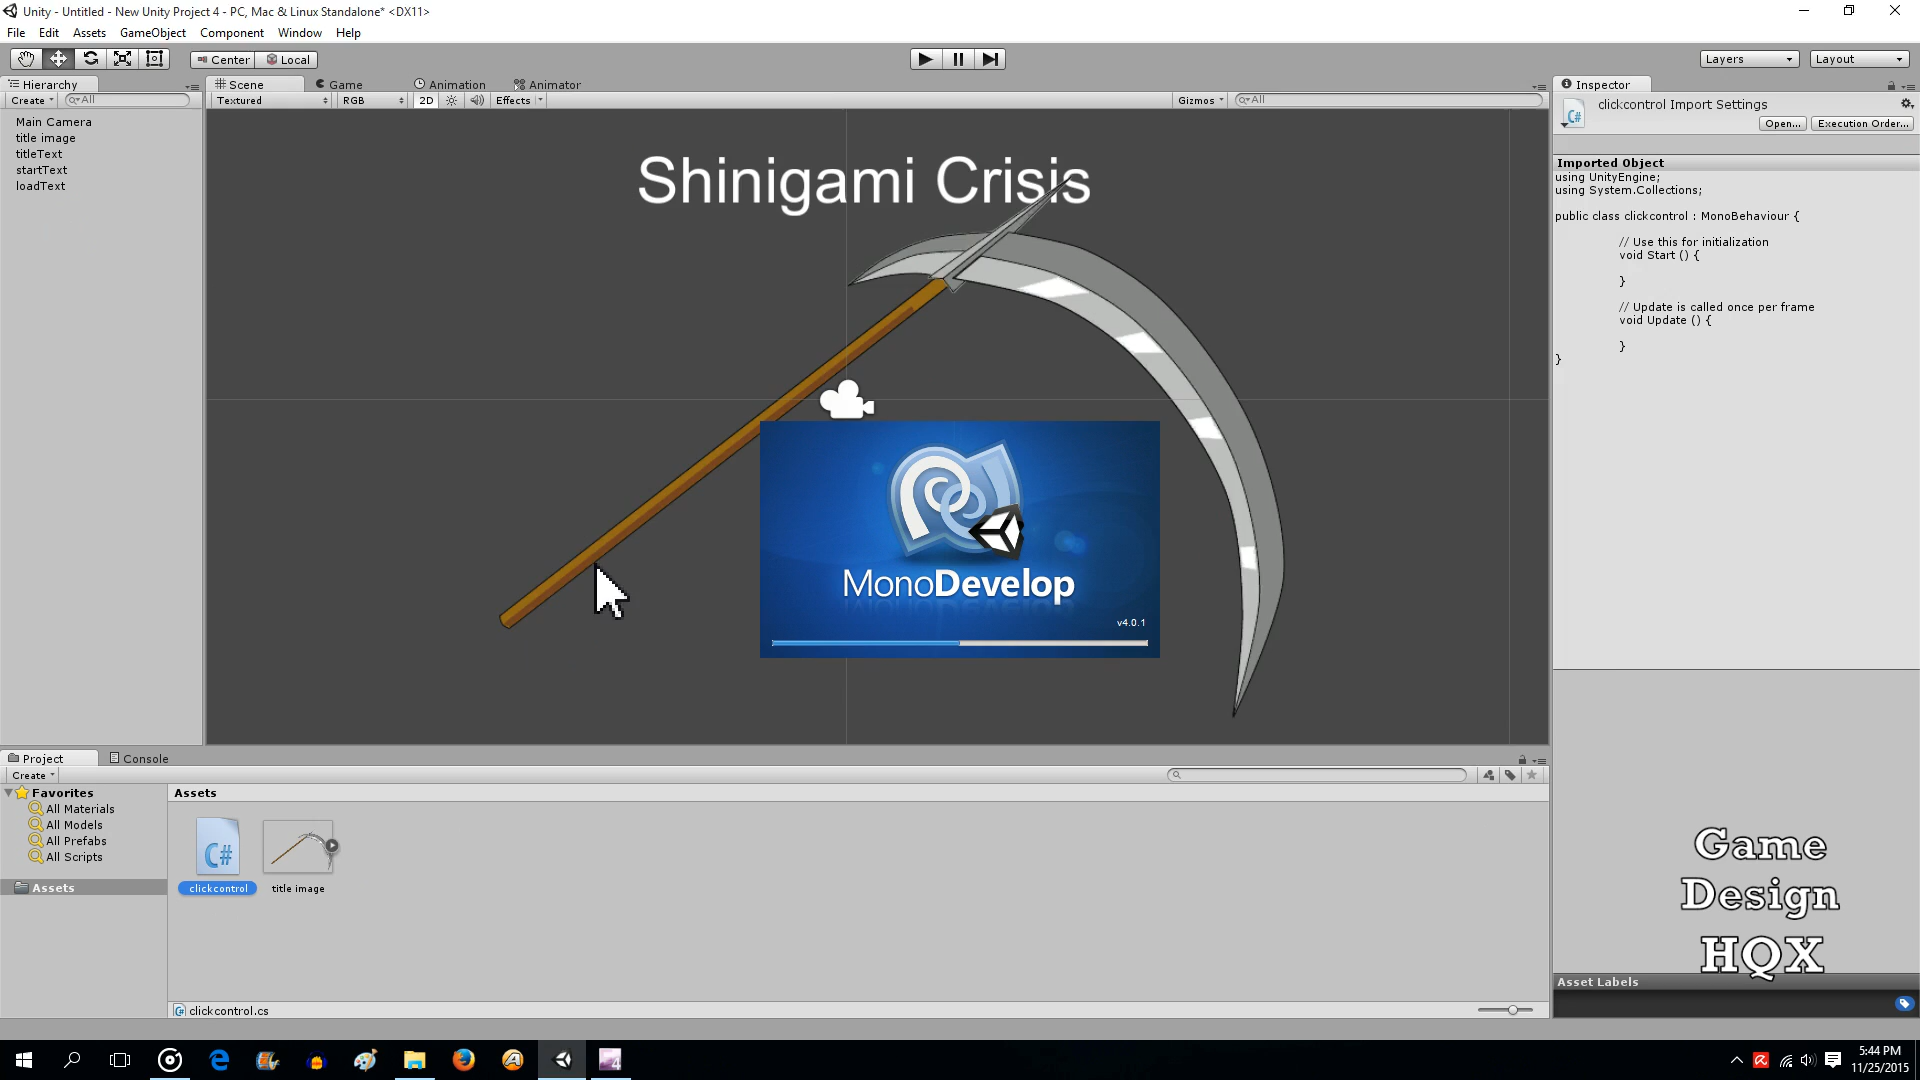 Unity - Untitled - New Unity Project 4 - PC, Mac & Linux Standalone* <DX11>
File Edit Assets GameObject Component Window Help
Center Local Layers Layout
Hierarchy Scene Game Animation Animator Inspector
Create All Textured RGB 2D Effects Gizmos All
clickcontrol Import Settings
Open... Execution Order...
Main Camera
title image
titleText
startText
loadText
Shinigami Crisis
MonoDevelop
v4.0.1
Imported Object
using UnityEngine;
using System.Collections;
public class clickcontrol : MonoBehaviour {
// Use this for initialization
void Start () {
}
// Update is called once per frame
void Update () {
}
}
Project Console
Create
Favorites
All Materials
All Models
All Prefabs
All Scripts
Assets
Assets
C#
clickcontrol title image
clickcontrol.cs
Game
Design
HQX
Asset Labels
5:44 PM
11/25/2015